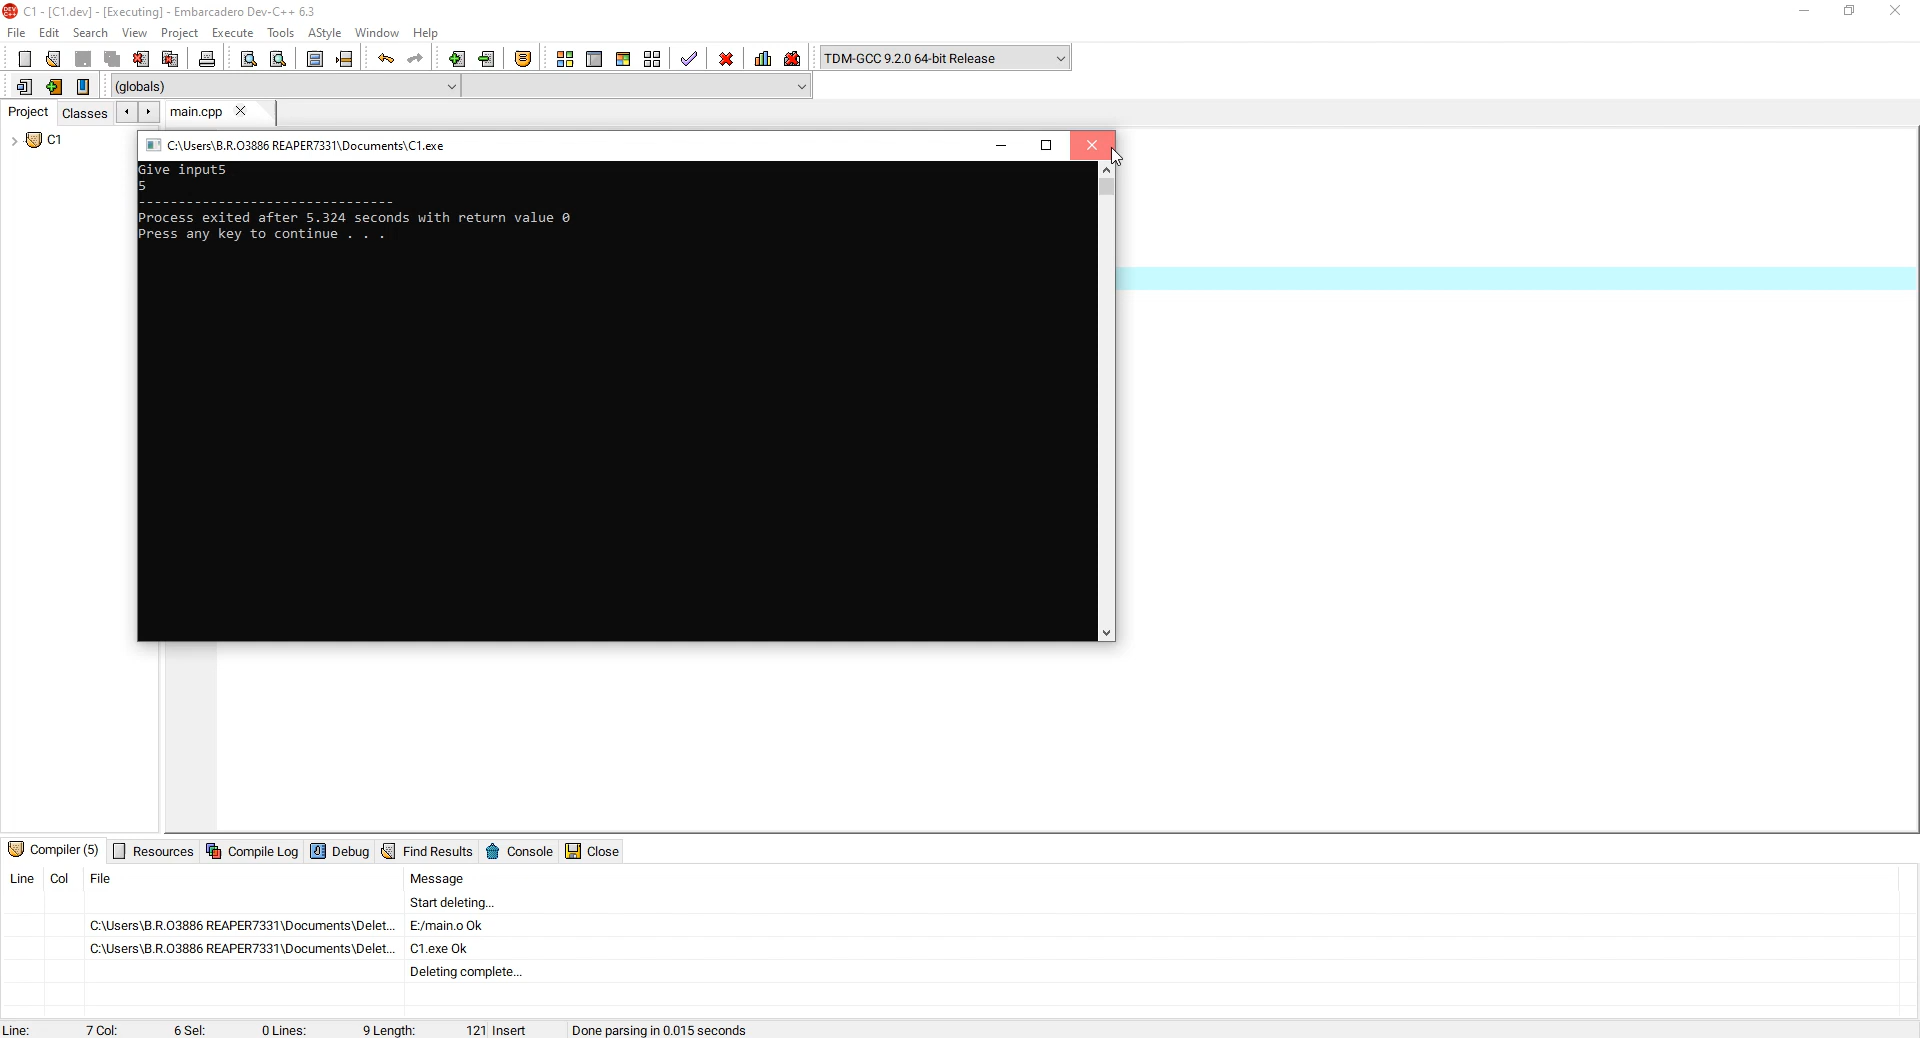 C1 - [C1.dev] - [Executing] - Embarcadero Dev-C++ 6.3
File Edit Search View Project Execute Tools AStyle Window Help
TDM-GCC 9.2.0 64-bit Release
(globals)
Project Classes main.cpp
C1
C:\Users\B.R.O3886 REAPER7331\Documents\C1.exe
Give input5
5
--------------------------------
Process exited after 5.324 seconds with return value 0
Press any key to continue . . .
Compiler (5) Resources Compile Log Debug Find Results Console Close
Line Col File Message
Start deleting...
C:\Users\B.R.O3886 REAPER7331\Documents\Delet... E:/main.o Ok
C:\Users\B.R.O3886 REAPER7331\Documents\Delet... C1.exe Ok
Deleting complete...
Line: 7 Col: 6 Sel: 0 Lines: 9 Length: 121 Insert Done parsing in 0.015 seconds